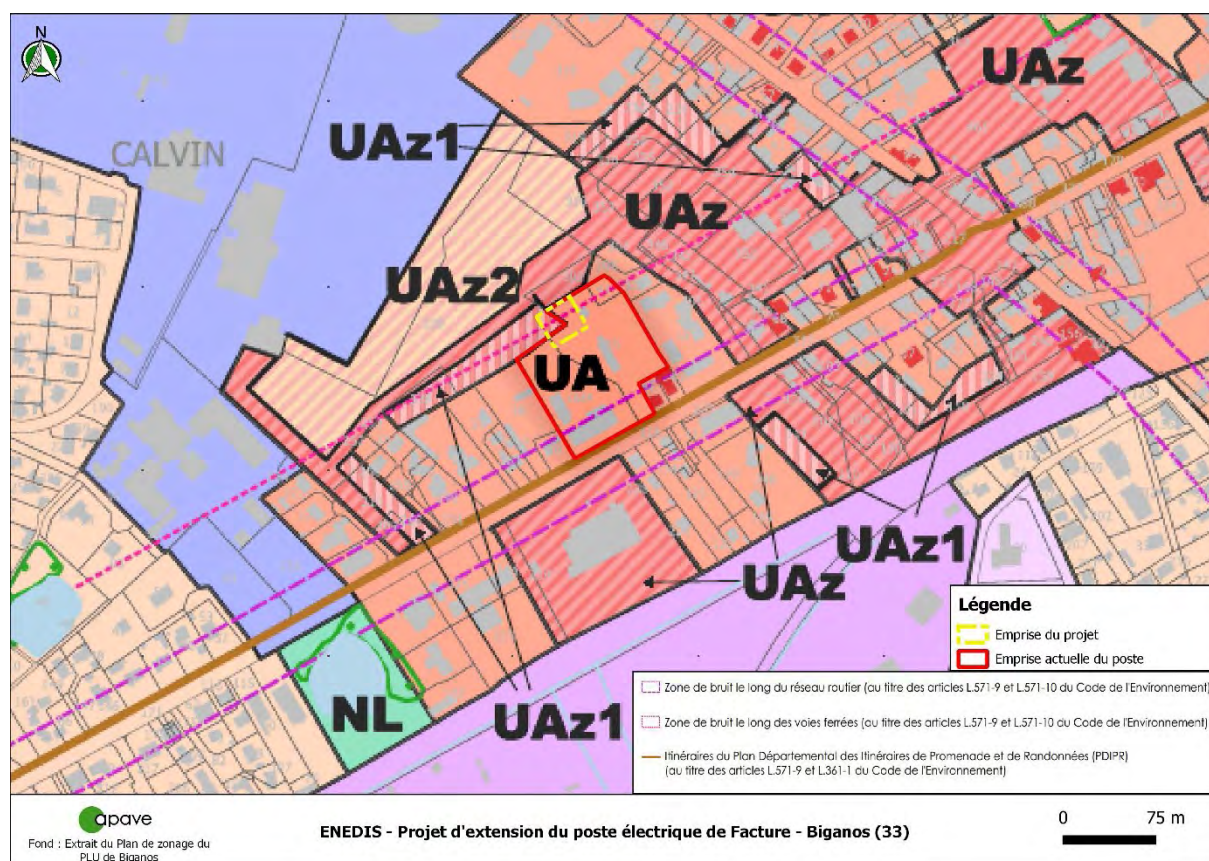 N
UAz
UAz1
CALVIN
UAz
UAz2
UA
UAz1
UAz
NL
UAz1
Légende
Emprise du projet
Emprise actuelle du poste
Zone de bruit le long du réseau routier (au titre des articles L.571-9 et L.571-10 du Code de l'Environnement)
Zone de bruit le long des voies ferrées (au titre des articles L.571-9 et L.571-10 du Code de l'Environnement)
Itinéraires du Plan Départemental des Itinéraires de Promenade et de Randonnées (PDIPR)
(au titre des articles L.571-9 et L.361-1 du Code de l'Environnement)
apave
Fond : Extrait du Plan de zonage du
PLU de Biganos
ENEDIS - Projet d'extension du poste électrique de Facture - Biganos (33)
0 75 m